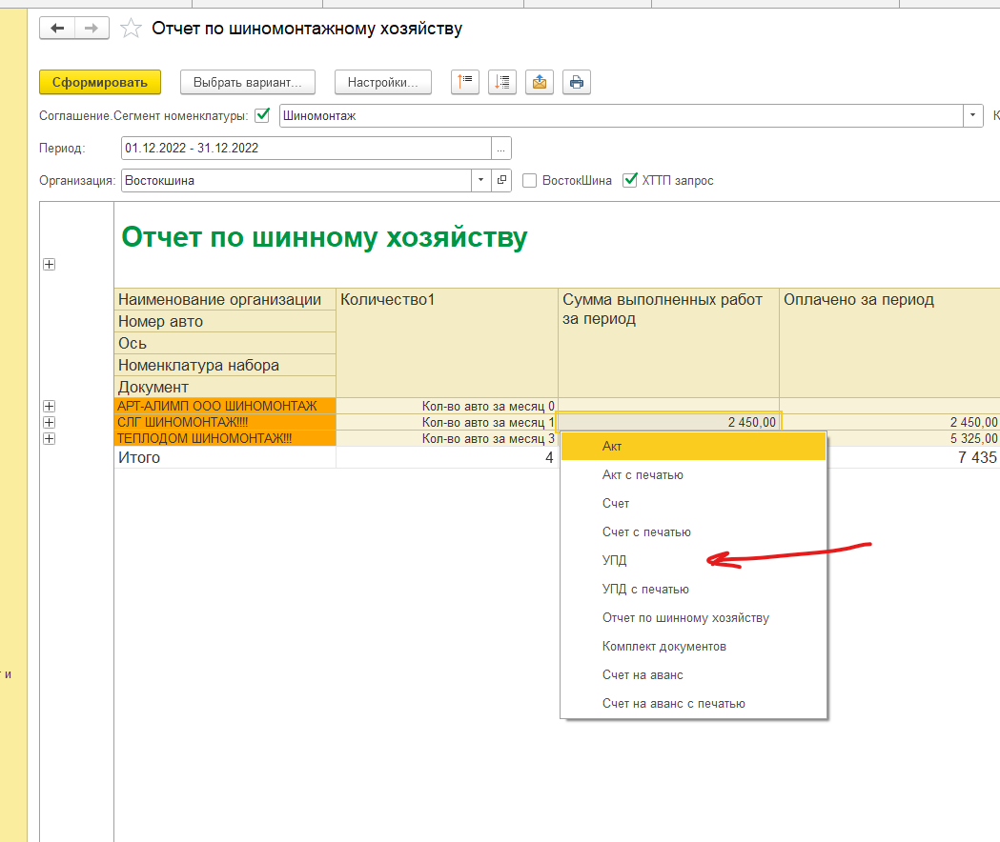 Отчет по шиномонтажному хозяйству
Сформировать Выбрать вариант... Настройки...
Соглашение.Сегмент номенклатуры: Шиномонтаж К
Период: 01.12.2022 - 31.12.2022 ...
Организация: Востокшина ВостокШина ХТТП запрос
Отчет по шинному хозяйству
Наименование организации Количество1 Сумма выполненных работ Оплачено за период
за период
Номер авто
Ось
Номенклатура набора
Документ
АРТ-АЛИМП ООО ШИНОМОНТАЖ Кол-во авто за месяц 0
СЛГ ШИНОМОНТАЖ!!!! Кол-во авто за месяц 1 2 450,00 2 450,00
ТЕПЛОДОМ ШИНОМОНТАЖ!!! Кол-во авто за месяц 3 5 325,00
Итого 4 7 435
Акт
Акт с печатью
Счет
Счет с печатью
УПД
УПД с печатью
Отчет по шинному хозяйству
Комплект документов
Счет на аванс
Счет на аванс с печатью
и